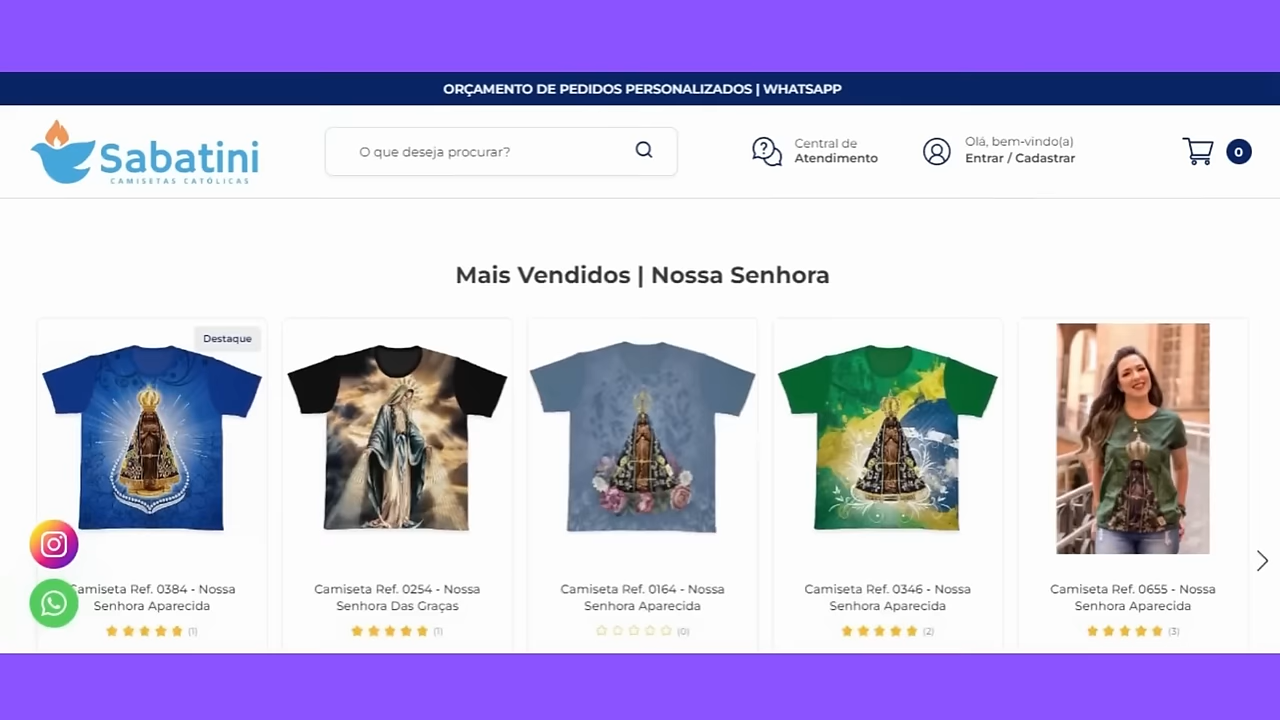 ORÇAMENTO DE PEDIDOS PERSONALIZADOS | WHATSAPP
Sabatini
CAMISETAS CATÓLICAS
O que deseja procurar?
Central de
Atendimento
Olá, bem-vindo(a)
Entrar / Cadastrar
0
Mais Vendidos | Nossa Senhora
Destaque
Camiseta Ref. 0384 - Nossa
Senhora Aparecida
(1)
Camiseta Ref. 0254 - Nossa
Senhora Das Graças
(1)
Camiseta Ref. 0164 - Nossa
Senhora Aparecida
(0)
Camiseta Ref. 0346 - Nossa
Senhora Aparecida
(2)
Camiseta Ref. 0655 - Nossa
Senhora Aparecida
(3)